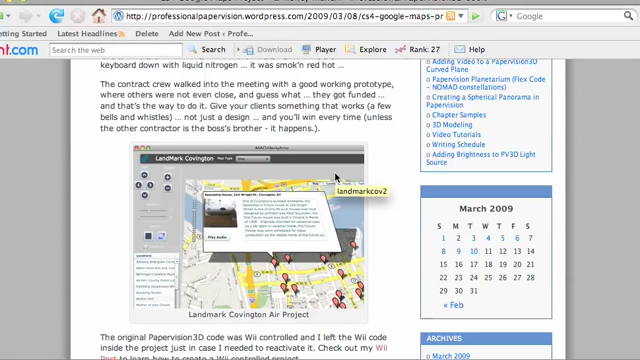 http://professionalpapervision.wordpress.com/2009/03/08/cs4-google-maps-pr
Getting Started
Latest Headlines
Delish
Add New Post
nt.com
Search the web
Search
Download
Player
Explore
Rank: 27
Help
keyboard down with liquid nitrogen … it was smok'n red hot …
The contract crew walked into the meeting with a good working prototype,
where others were not even close, and guess what … they got funded …
and that's the way to do it. Give your clients something that works (a few
bells and whistles) … not just a design … and you'll win every time (unless
the other contractor is the boss's brother - it happens.).
LandMark Covington
Map Type
Map
landmarkcov2
Play Audio
Locations
Landmark Covington Air Project
The original Papervision3D code was Wii controlled and I left the Wii code
inside the project just in case I needed to reactivate it. Check out my Wii
Post to learn how to create a Wii controlled project.
Adding Video to a Papervision3D
Curved Plane
Papervision Planetarium (Flex Code
- NOMAD constellations)
Creating a Spherical Panorama in
Papervision
Chapter Samples
3D Modeling
Video Tutorials
Writing Schedule
Adding Brightness to PV3D Light
Source
March 2009
S M T W T F S
1 2 3 4 5 6 7
8 9 10 11 12 13 14
15 16 17 18 19 20 21
22 23 24 25 26 27 28
29 30 31
« Feb
ARCHIVES
March 2009